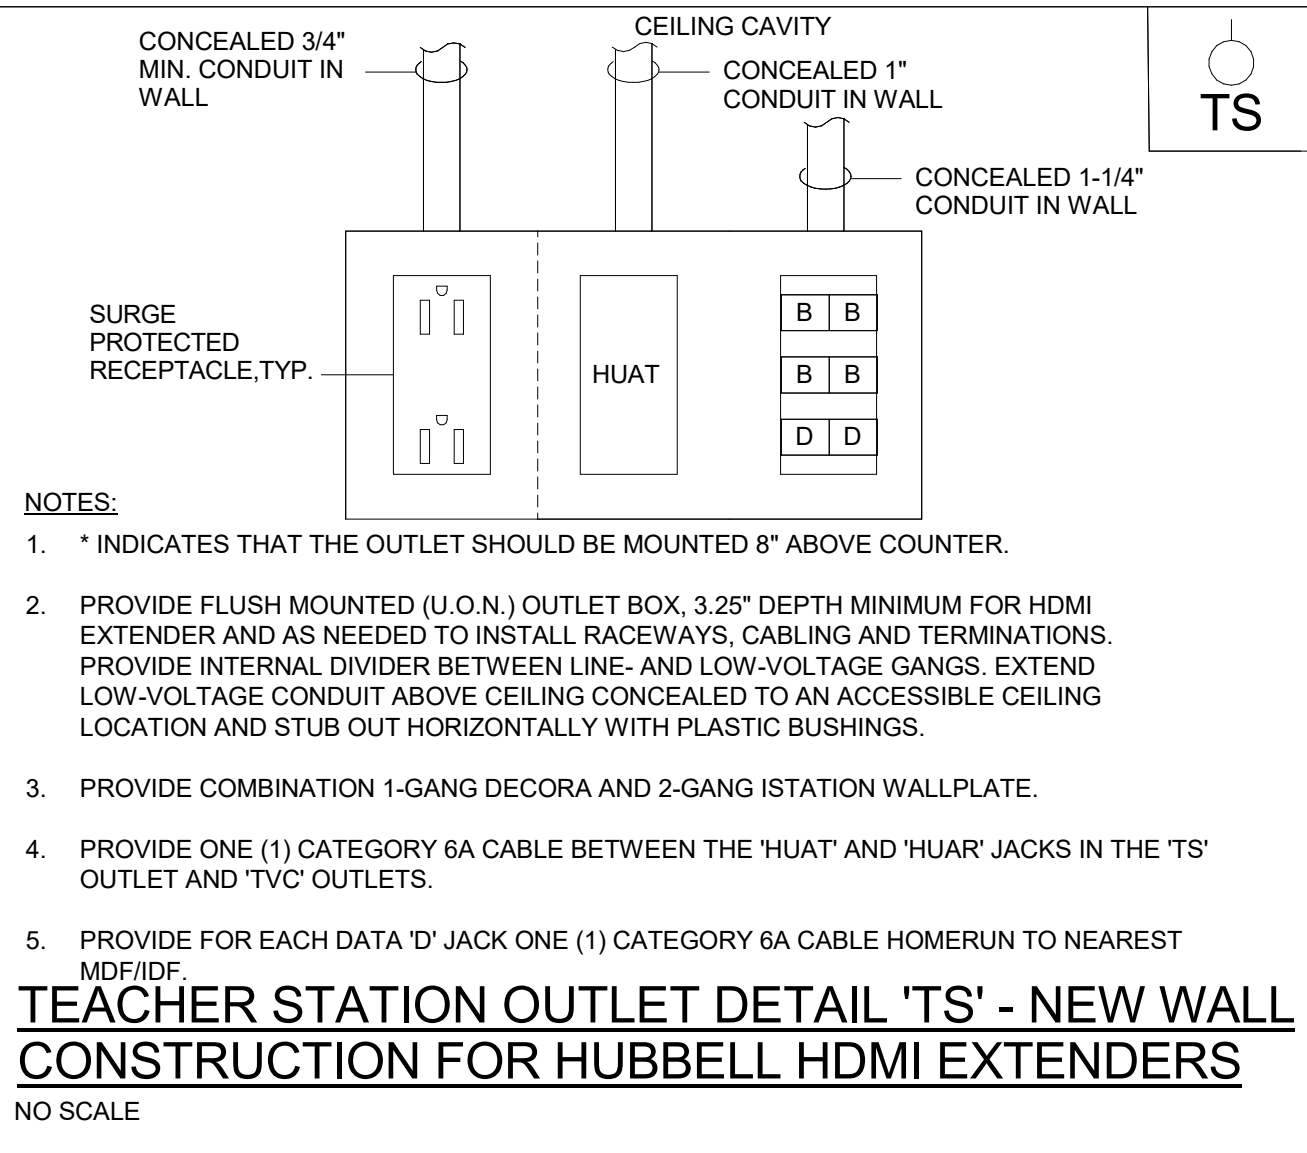 CEILING CAVITY
CONCEALED 3/4"
MIN. CONDUIT IN
WALL
CONCEALED 1"
CONDUIT IN WALL
TS
CONCEALED 1-1/4"
CONDUIT IN WALL
SURGE
PROTECTED
RECEPTACLE,TYP.
HUAT
B B
B B
D D
NOTES:
1. * INDICATES THAT THE OUTLET SHOULD BE MOUNTED 8" ABOVE COUNTER.
2. PROVIDE FLUSH MOUNTED (U.O.N.) OUTLET BOX, 3.25" DEPTH MINIMUM FOR HDMI
EXTENDER AND AS NEEDED TO INSTALL RACEWAYS, CABLING AND TERMINATIONS.
PROVIDE INTERNAL DIVIDER BETWEEN LINE- AND LOW-VOLTAGE GANGS. EXTEND
LOW-VOLTAGE CONDUIT ABOVE CEILING CONCEALED TO AN ACCESSIBLE CEILING
LOCATION AND STUB OUT HORIZONTALLY WITH PLASTIC BUSHINGS.
3. PROVIDE COMBINATION 1-GANG DECORA AND 2-GANG ISTATION WALLPLATE.
4. PROVIDE ONE (1) CATEGORY 6A CABLE BETWEEN THE 'HUAT' AND 'HUAR' JACKS IN THE 'TS'
OUTLET AND 'TVC' OUTLETS.
5. PROVIDE FOR EACH DATA 'D' JACK ONE (1) CATEGORY 6A CABLE HOMERUN TO NEAREST
MDF/IDF.
TEACHER STATION OUTLET DETAIL 'TS' - NEW WALL
CONSTRUCTION FOR HUBBELL HDMI EXTENDERS
NO SCALE